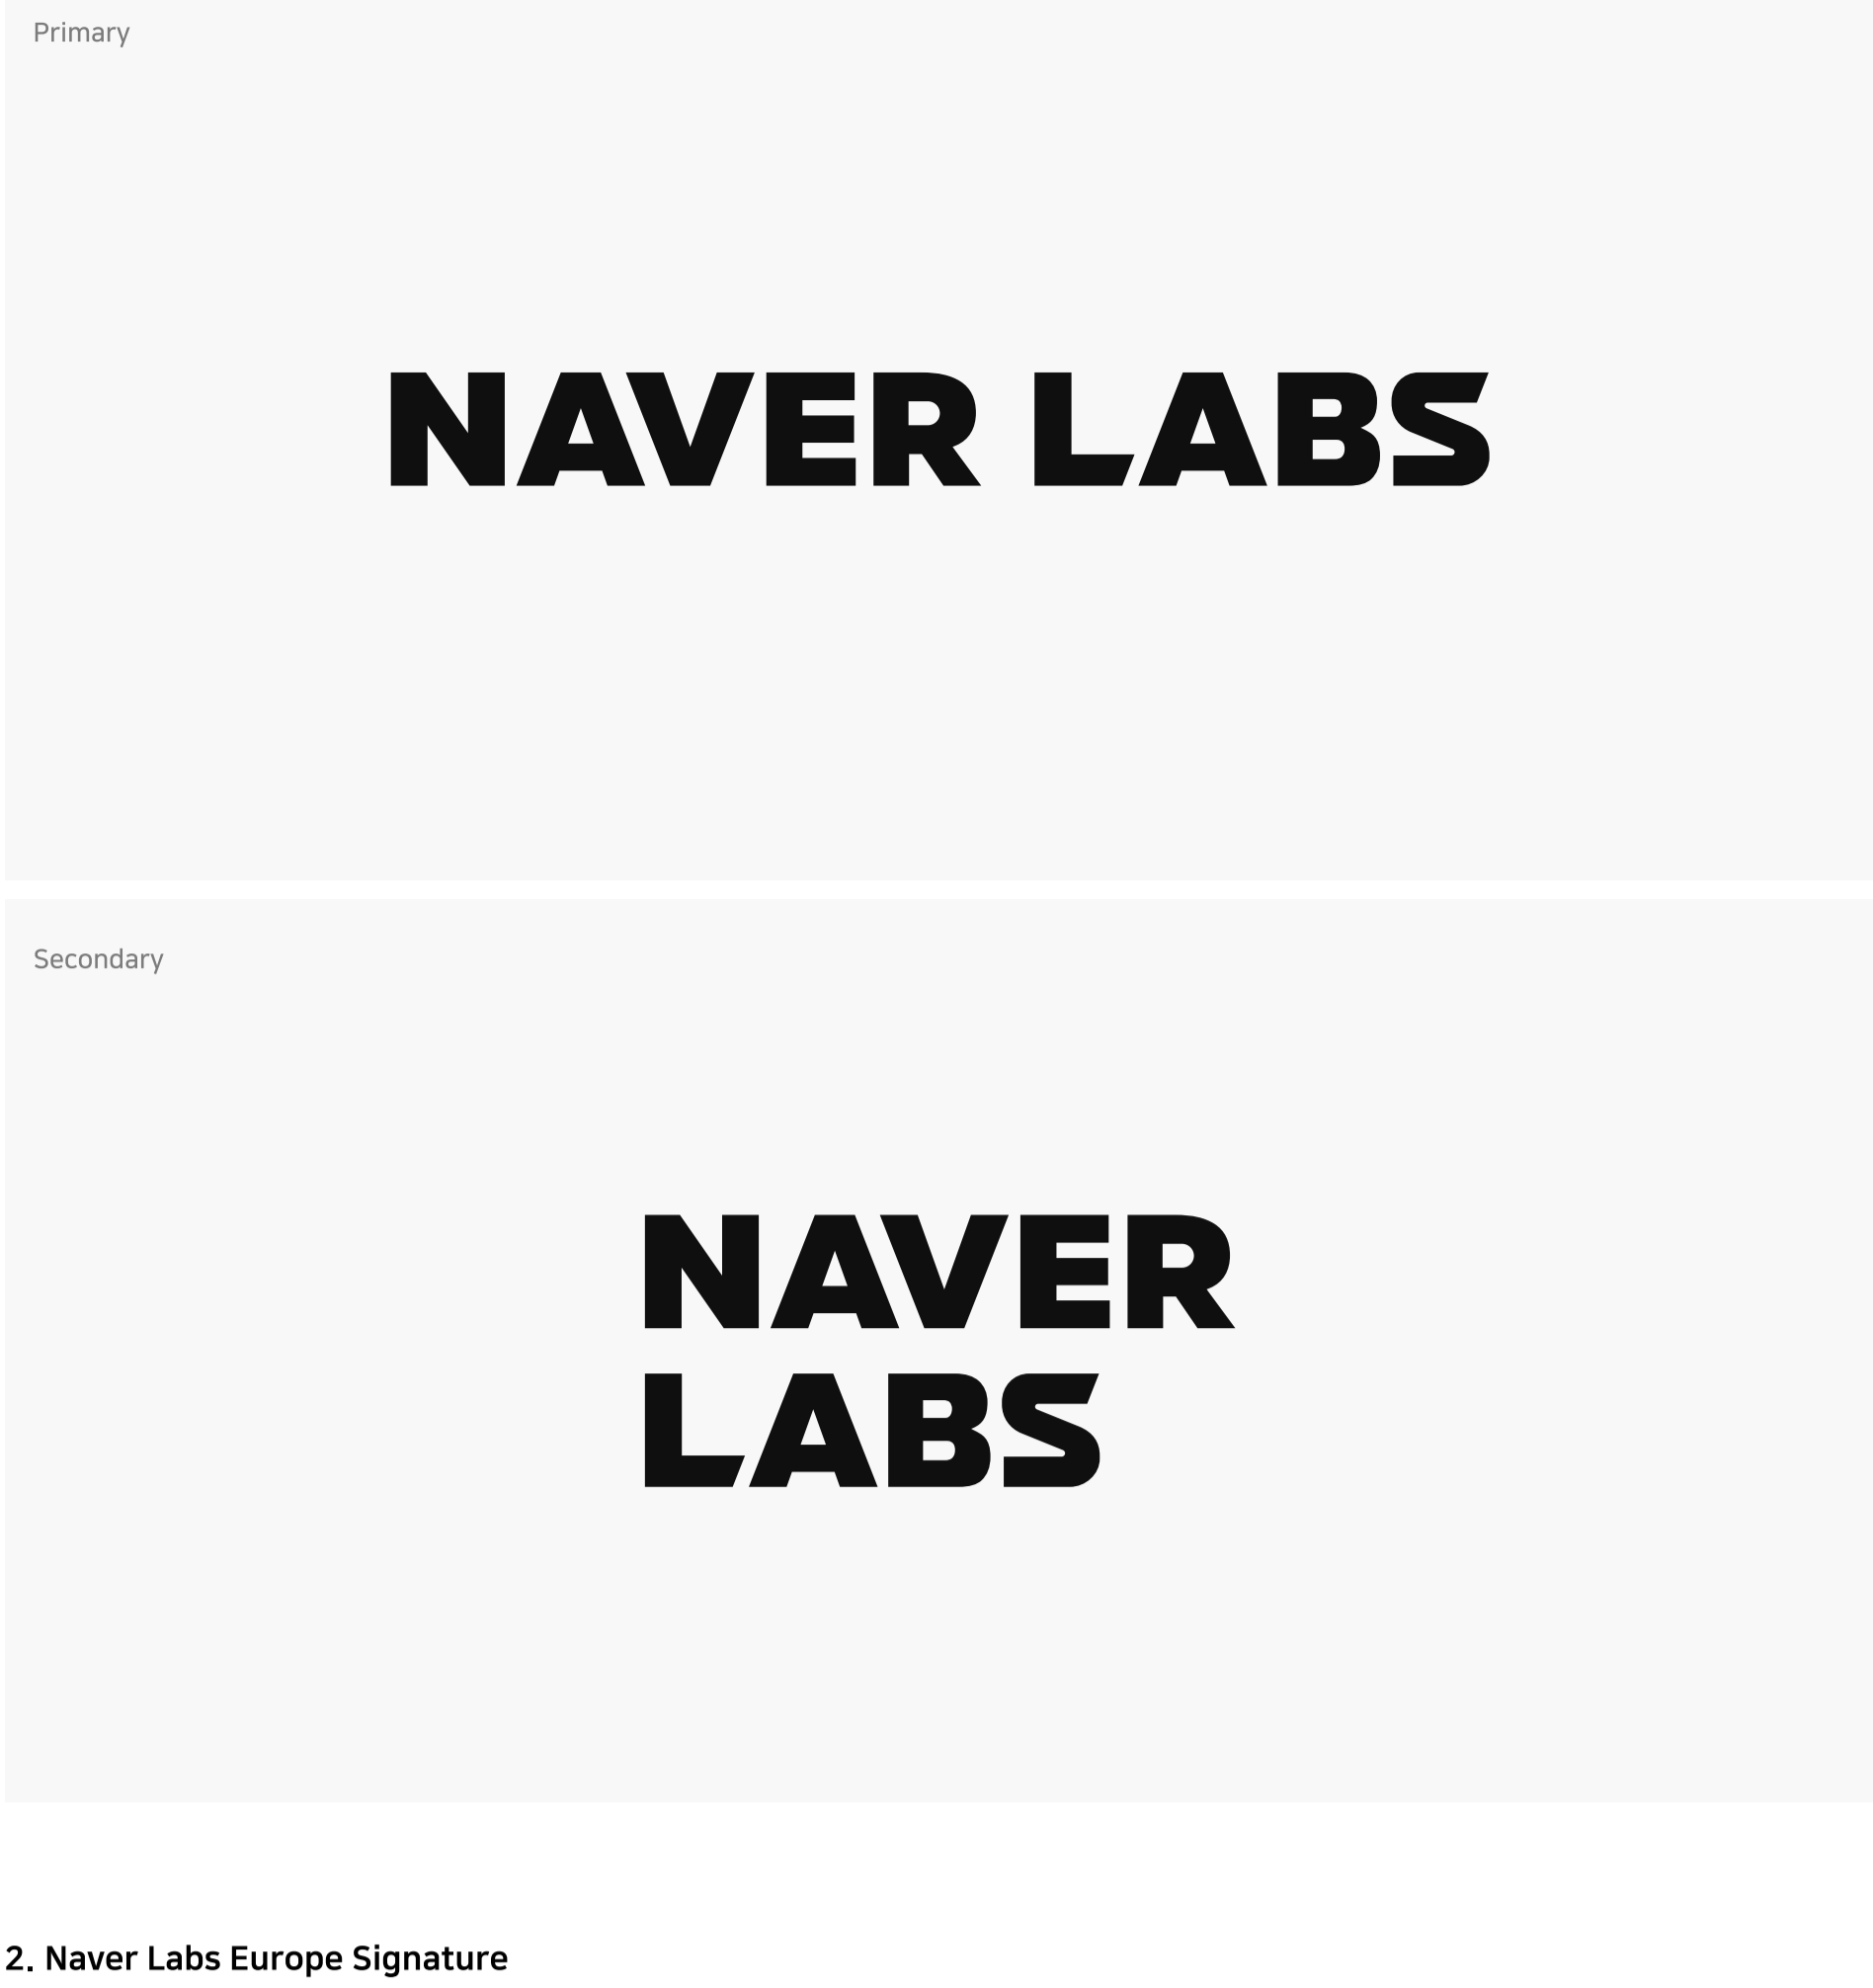 Primary
NAVER LABS
Secondary
NAVER
LABS
2. Naver Labs Europe Signature